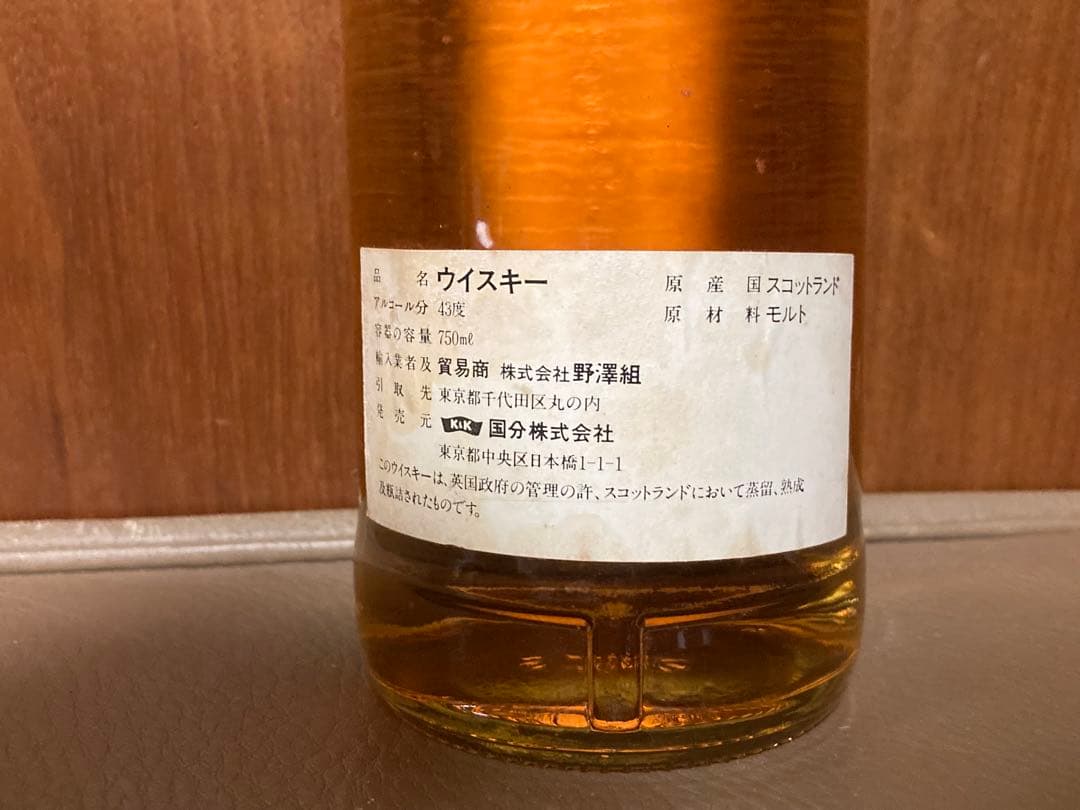 品名 ウイスキー 原産国 スコットランド
アルコール分 43度 原材料 モルト
容器の容量 750mℓ
輸入業者及 貿易商 株式会社野澤組
引取先 東京都千代田区丸の内
発売元 KK 国分株式会社
東京都中央区日本橋1-1-1
このウイスキーは、英国政府の管理の許、スコットランドにおいて蒸留、熟成
及瓶詰されたものです。